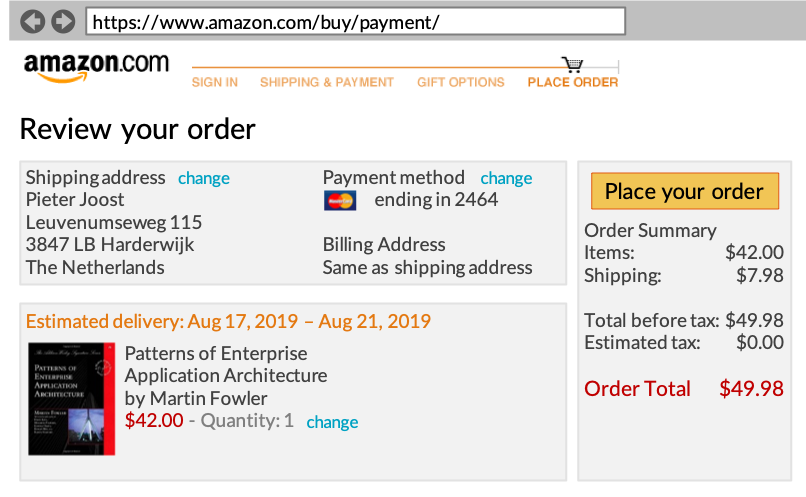 https://www.amazon.com/buy/payment/
amazon.com
SIGN IN SHIPPING & PAYMENT GIFT OPTIONS PLACE ORDER
Review your order
Shipping address change
Pieter Joost
Leuvenumseweg 115
3847 LB Harderwijk
The Netherlands
Payment method change
MasterCard ending in 2464
Billing Address
Same as shipping address
Place your order
Order Summary
Items: $42.00
Shipping: $7.98
Total before tax: $49.98
Estimated tax: $0.00
Order Total $49.98
Estimated delivery: Aug 17, 2019 – Aug 21, 2019
PATTERNS OF
ENTERPRISE
APPLICATION
ARCHITECTURE
MARTIN FOWLER
Patterns of Enterprise
Application Architecture
by Martin Fowler
$42.00 - Quantity: 1 change